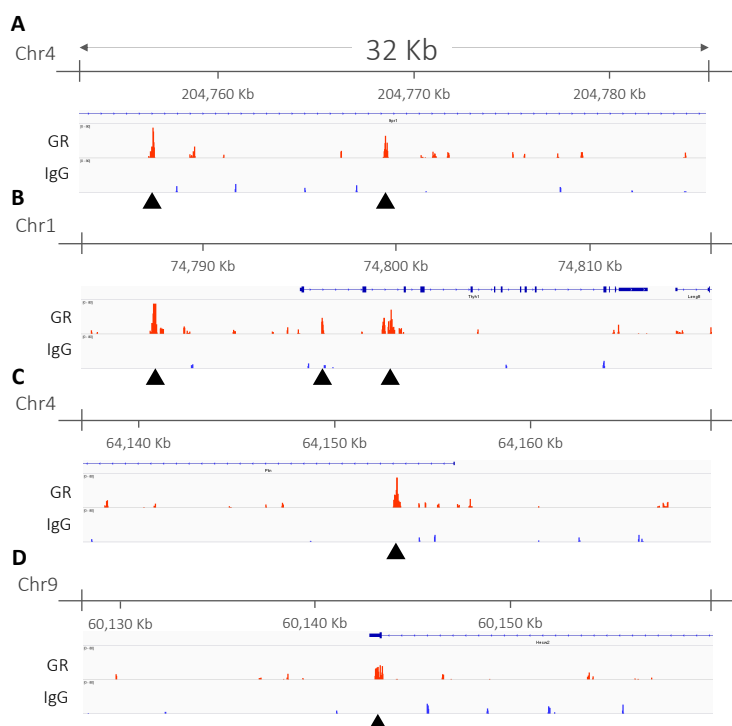 A
Chr4
32 Kb
204,760 Kb
204,770 Kb
204,780 Kb
GR
IgG
B
Chr1
74,790 Kb
74,800 Kb
74,810 Kb
GR
IgG
C
Chr4
64,140 Kb
64,150 Kb
64,160 Kb
Ptn
GR
IgG
D
Chr9
60,130 Kb
60,140 Kb
60,150 Kb
Hecw2
GR
IgG